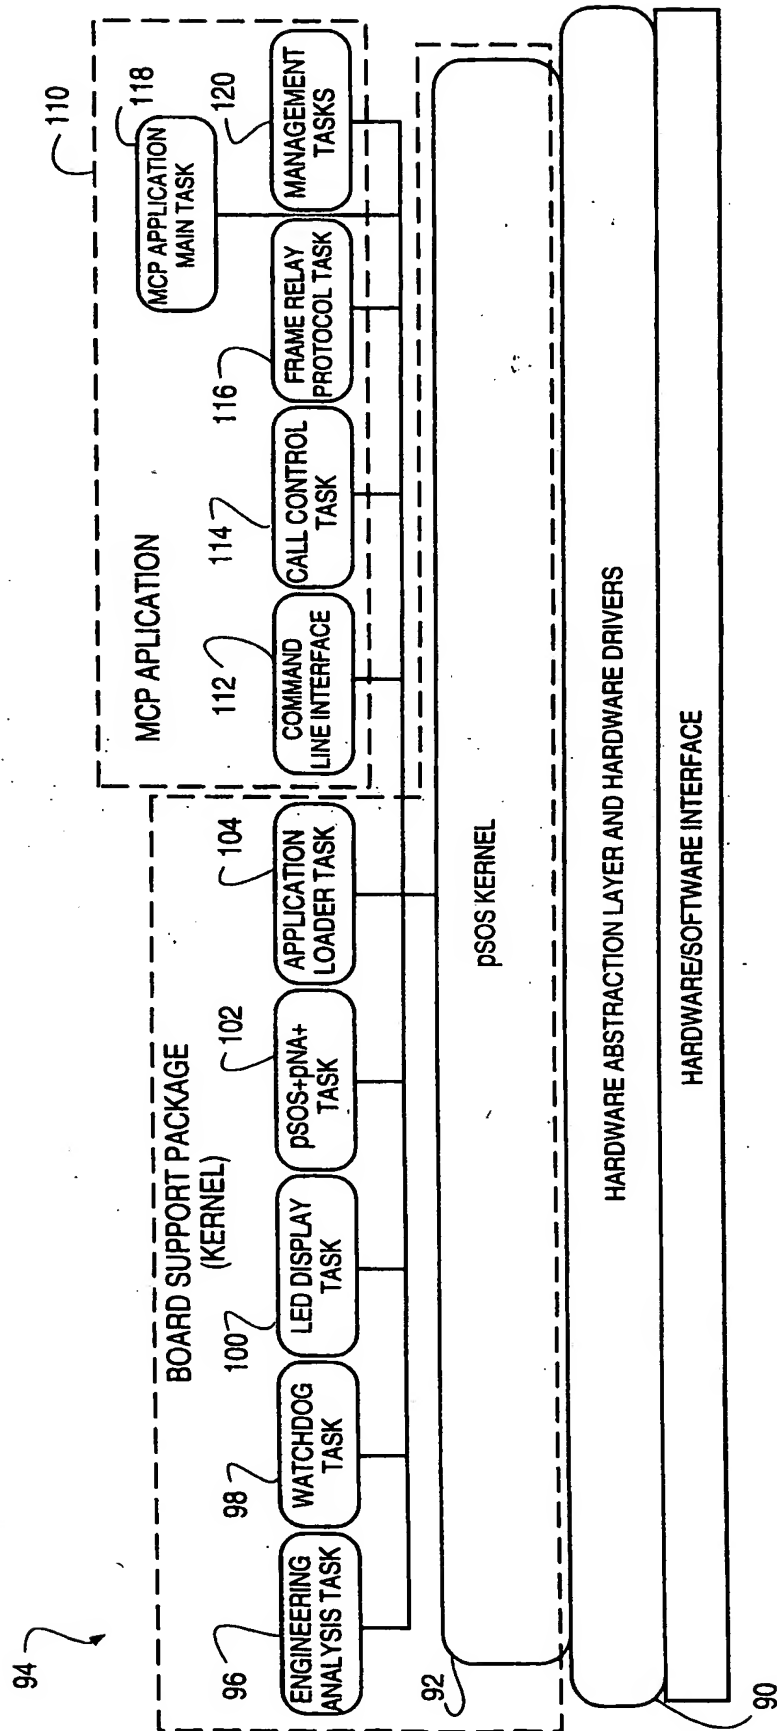 94
110
118
MCP APPLICATION
MAIN TASK
120
MANAGEMENT
TASKS
116
FRAME RELAY
PROTOCOL TASK
114
CALL CONTROL
TASK
112
COMMAND
LINE INTERFACE
MCP APLICATION
BOARD SUPPORT PACKAGE
(KERNEL)
104
APPLICATION
LOADER TASK
102
pSOS+pNA+
TASK
100
LED DISPLAY
TASK
98
WATCHDOG
TASK
96
ENGINEERING
ANALYSIS TASK
92
pSOS KERNEL
HARDWARE ABSTRACTION LAYER AND HARDWARE DRIVERS
HARDWARE/SOFTWARE INTERFACE
90